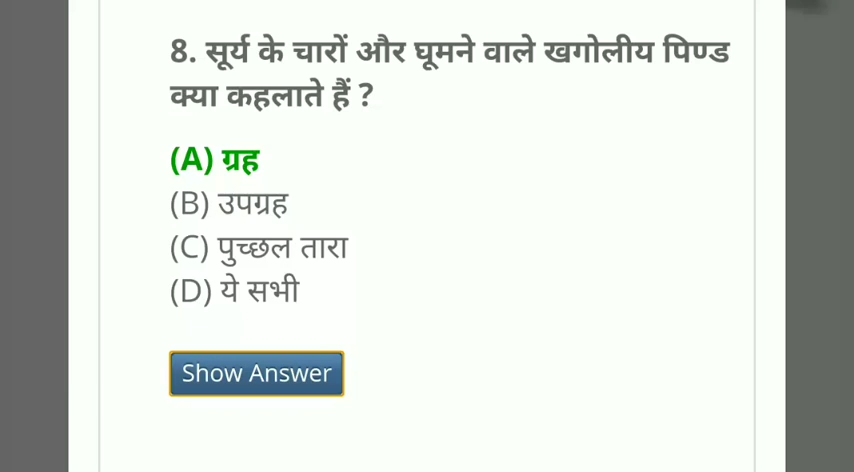 8. सूर्य के चारों और घूमने वाले खगोलीय पिण्ड
क्या कहलाते हैं ?
(A) ग्रह
(B) उपग्रह
(C) पुच्छल तारा
(D) ये सभी
Show Answer